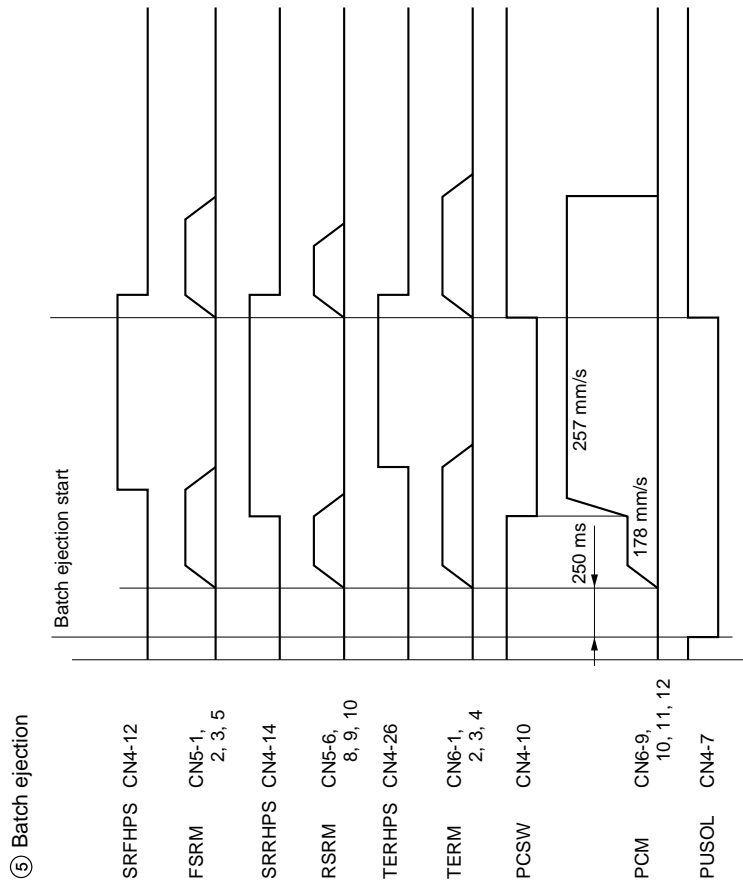 ⑤ Batch ejection
Batch ejection start
SRFHPS CN4-12
FSRM CN5-1,
2, 3, 5
SRRHPS CN4-14
RSRM CN5-6,
8, 9, 10
TERHPS CN4-26
TERM CN6-1,
2, 3, 4
PCSW CN4-10
250 ms
178 mm/s
257 mm/s
PCM CN6-9,
10, 11, 12
PUSOL CN4-7